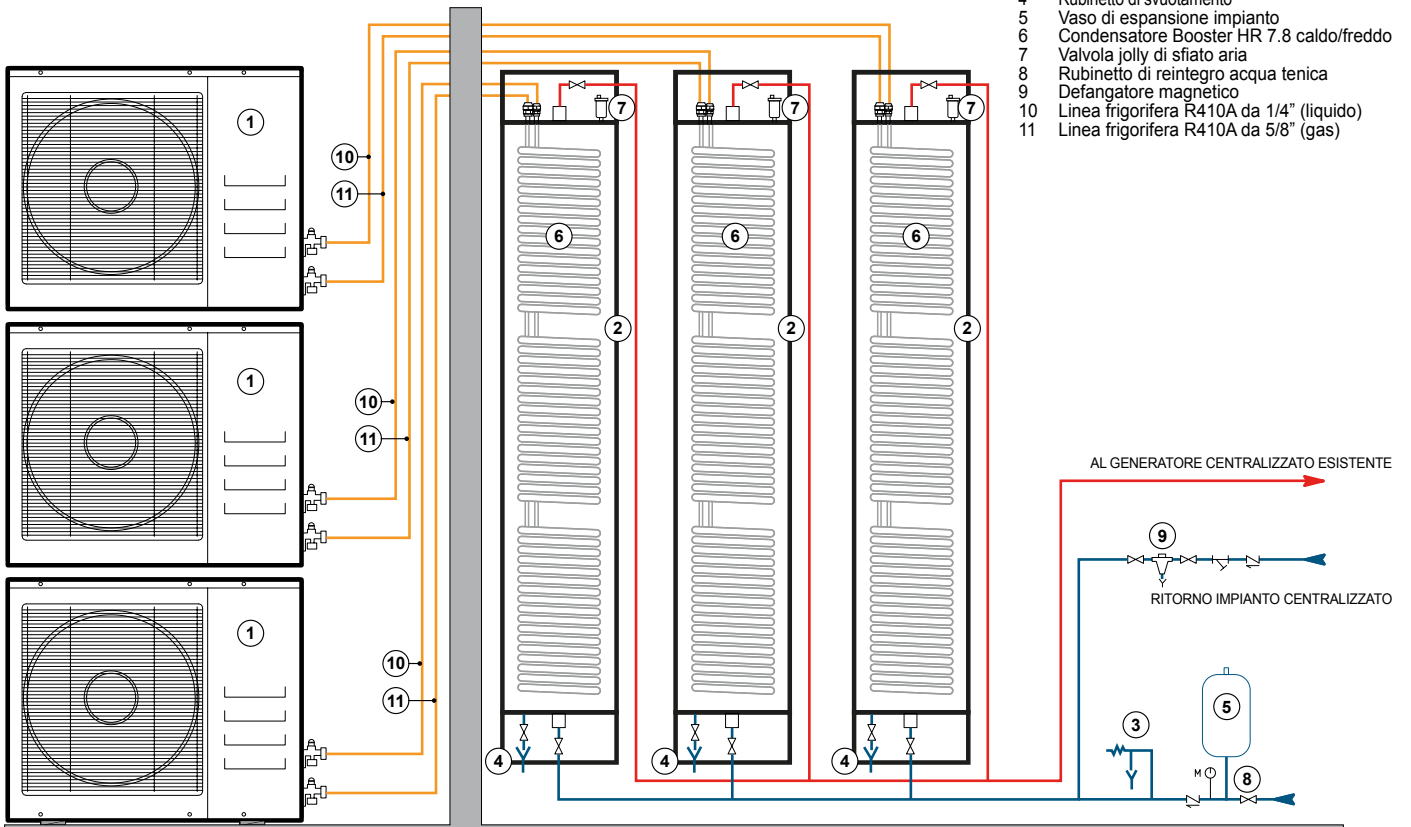 4 Rubinetto di svuotamento
5 Vaso di espansione impianto
6 Condensatore Booster HR 7.8 caldo/freddo
7 Valvola jolly di sfiato aria
8 Rubinetto di reintegro acqua tenica
9 Defangatore magnetico
10 Linea frigorifera R410A da 1/4” (liquido)
11 Linea frigorifera R410A da 5/8” (gas)
1
7
7
7
10
11
6
6
6
2
2
2
1
10
11
AL GENERATORE CENTRALIZZATO ESISTENTE
9
RITORNO IMPIANTO CENTRALIZZATO
1
10
11
5
3
4
4
4
M
8